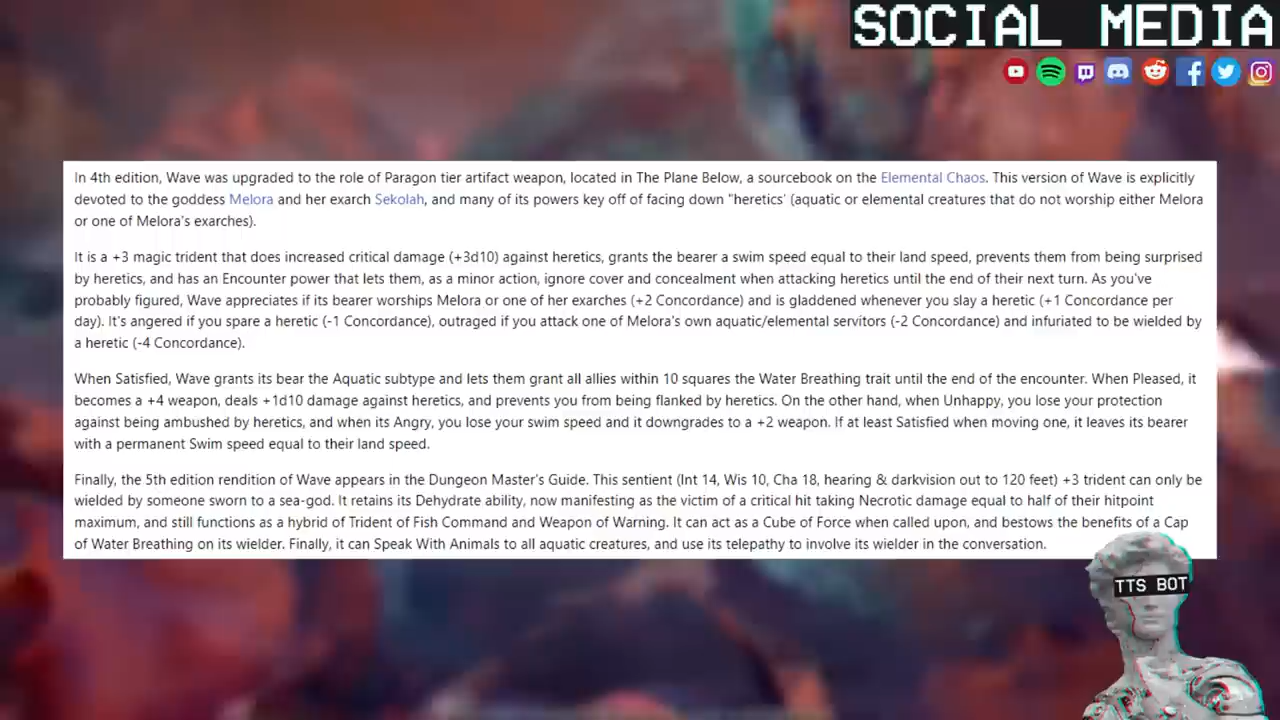 SOCIAL MEDIA
In 4th edition, Wave was upgraded to the role of Paragon tier artifact weapon, located in The Plane Below, a sourcebook on the Elemental Chaos. This version of Wave is explicitly
devoted to the goddess Melora and her exarch Sekolah, and many of its powers key off of facing down "heretics' (aquatic or elemental creatures that do not worship either Melora
or one of Melora's exarches).
It is a +3 magic trident that does increased critical damage (+3d10) against heretics, grants the bearer a swim speed equal to their land speed, prevents them from being surprised
by heretics, and has an Encounter power that lets them, as a minor action, ignore cover and concealment when attacking heretics until the end of their next turn. As you've
probably figured, Wave appreciates if its bearer worships Melora or one of her exarches (+2 Concordance) and is gladdened whenever you slay a heretic (+1 Concordance per
day). It's angered if you spare a heretic (-1 Concordance), outraged if you attack one of Melora's own aquatic/elemental servitors (-2 Concordance) and infuriated to be wielded by
a heretic (-4 Concordance).
When Satisfied, Wave grants its bear the Aquatic subtype and lets them grant all allies within 10 squares the Water Breathing trait until the end of the encounter. When Pleased, it
becomes a +4 weapon, deals +1d10 damage against heretics, and prevents you from being flanked by heretics. On the other hand, when Unhappy, you lose your protection
against being ambushed by heretics, and when its Angry, you lose your swim speed and it downgrades to a +2 weapon. If at least Satisfied when moving one, it leaves its bearer
with a permanent Swim speed equal to their land speed.
Finally, the 5th edition rendition of Wave appears in the Dungeon Master's Guide. This sentient (Int 14, Wis 10, Cha 18, hearing & darkvision out to 120 feet) +3 trident can only be
wielded by someone sworn to a sea-god. It retains its Dehydrate ability, now manifesting as the victim of a critical hit taking Necrotic damage equal to half of their hitpoint
maximum, and still functions as a hybrid of Trident of Fish Command and Weapon of Warning. It can act as a Cube of Force when called upon, and bestows the benefits of a Cap
of Water Breathing on its wielder. Finally, it can Speak With Animals to all aquatic creatures, and use its telepathy to involve its wielder in the conversation.
TTS BOT